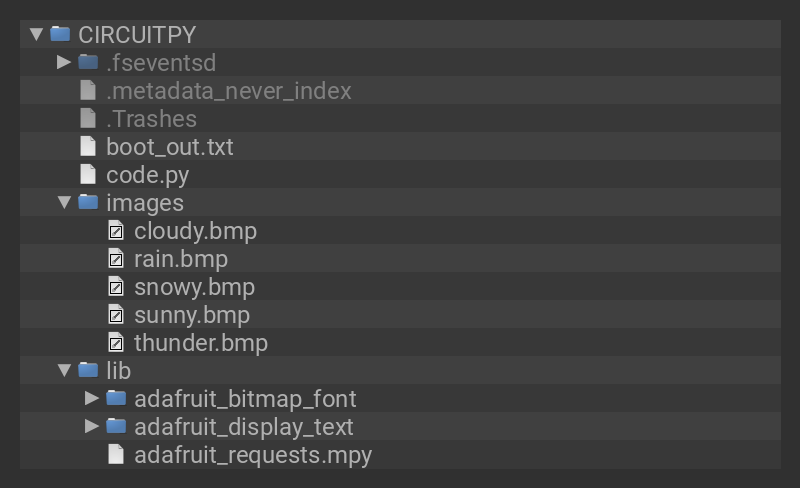 CIRCUITPY
.fseventsd
.metadata_never_index
.Trashes
boot_out.txt
code.py
images
cloudy.bmp
rain.bmp
snowy.bmp
sunny.bmp
thunder.bmp
lib
adafruit_bitmap_font
adafruit_display_text
adafruit_requests.mpy